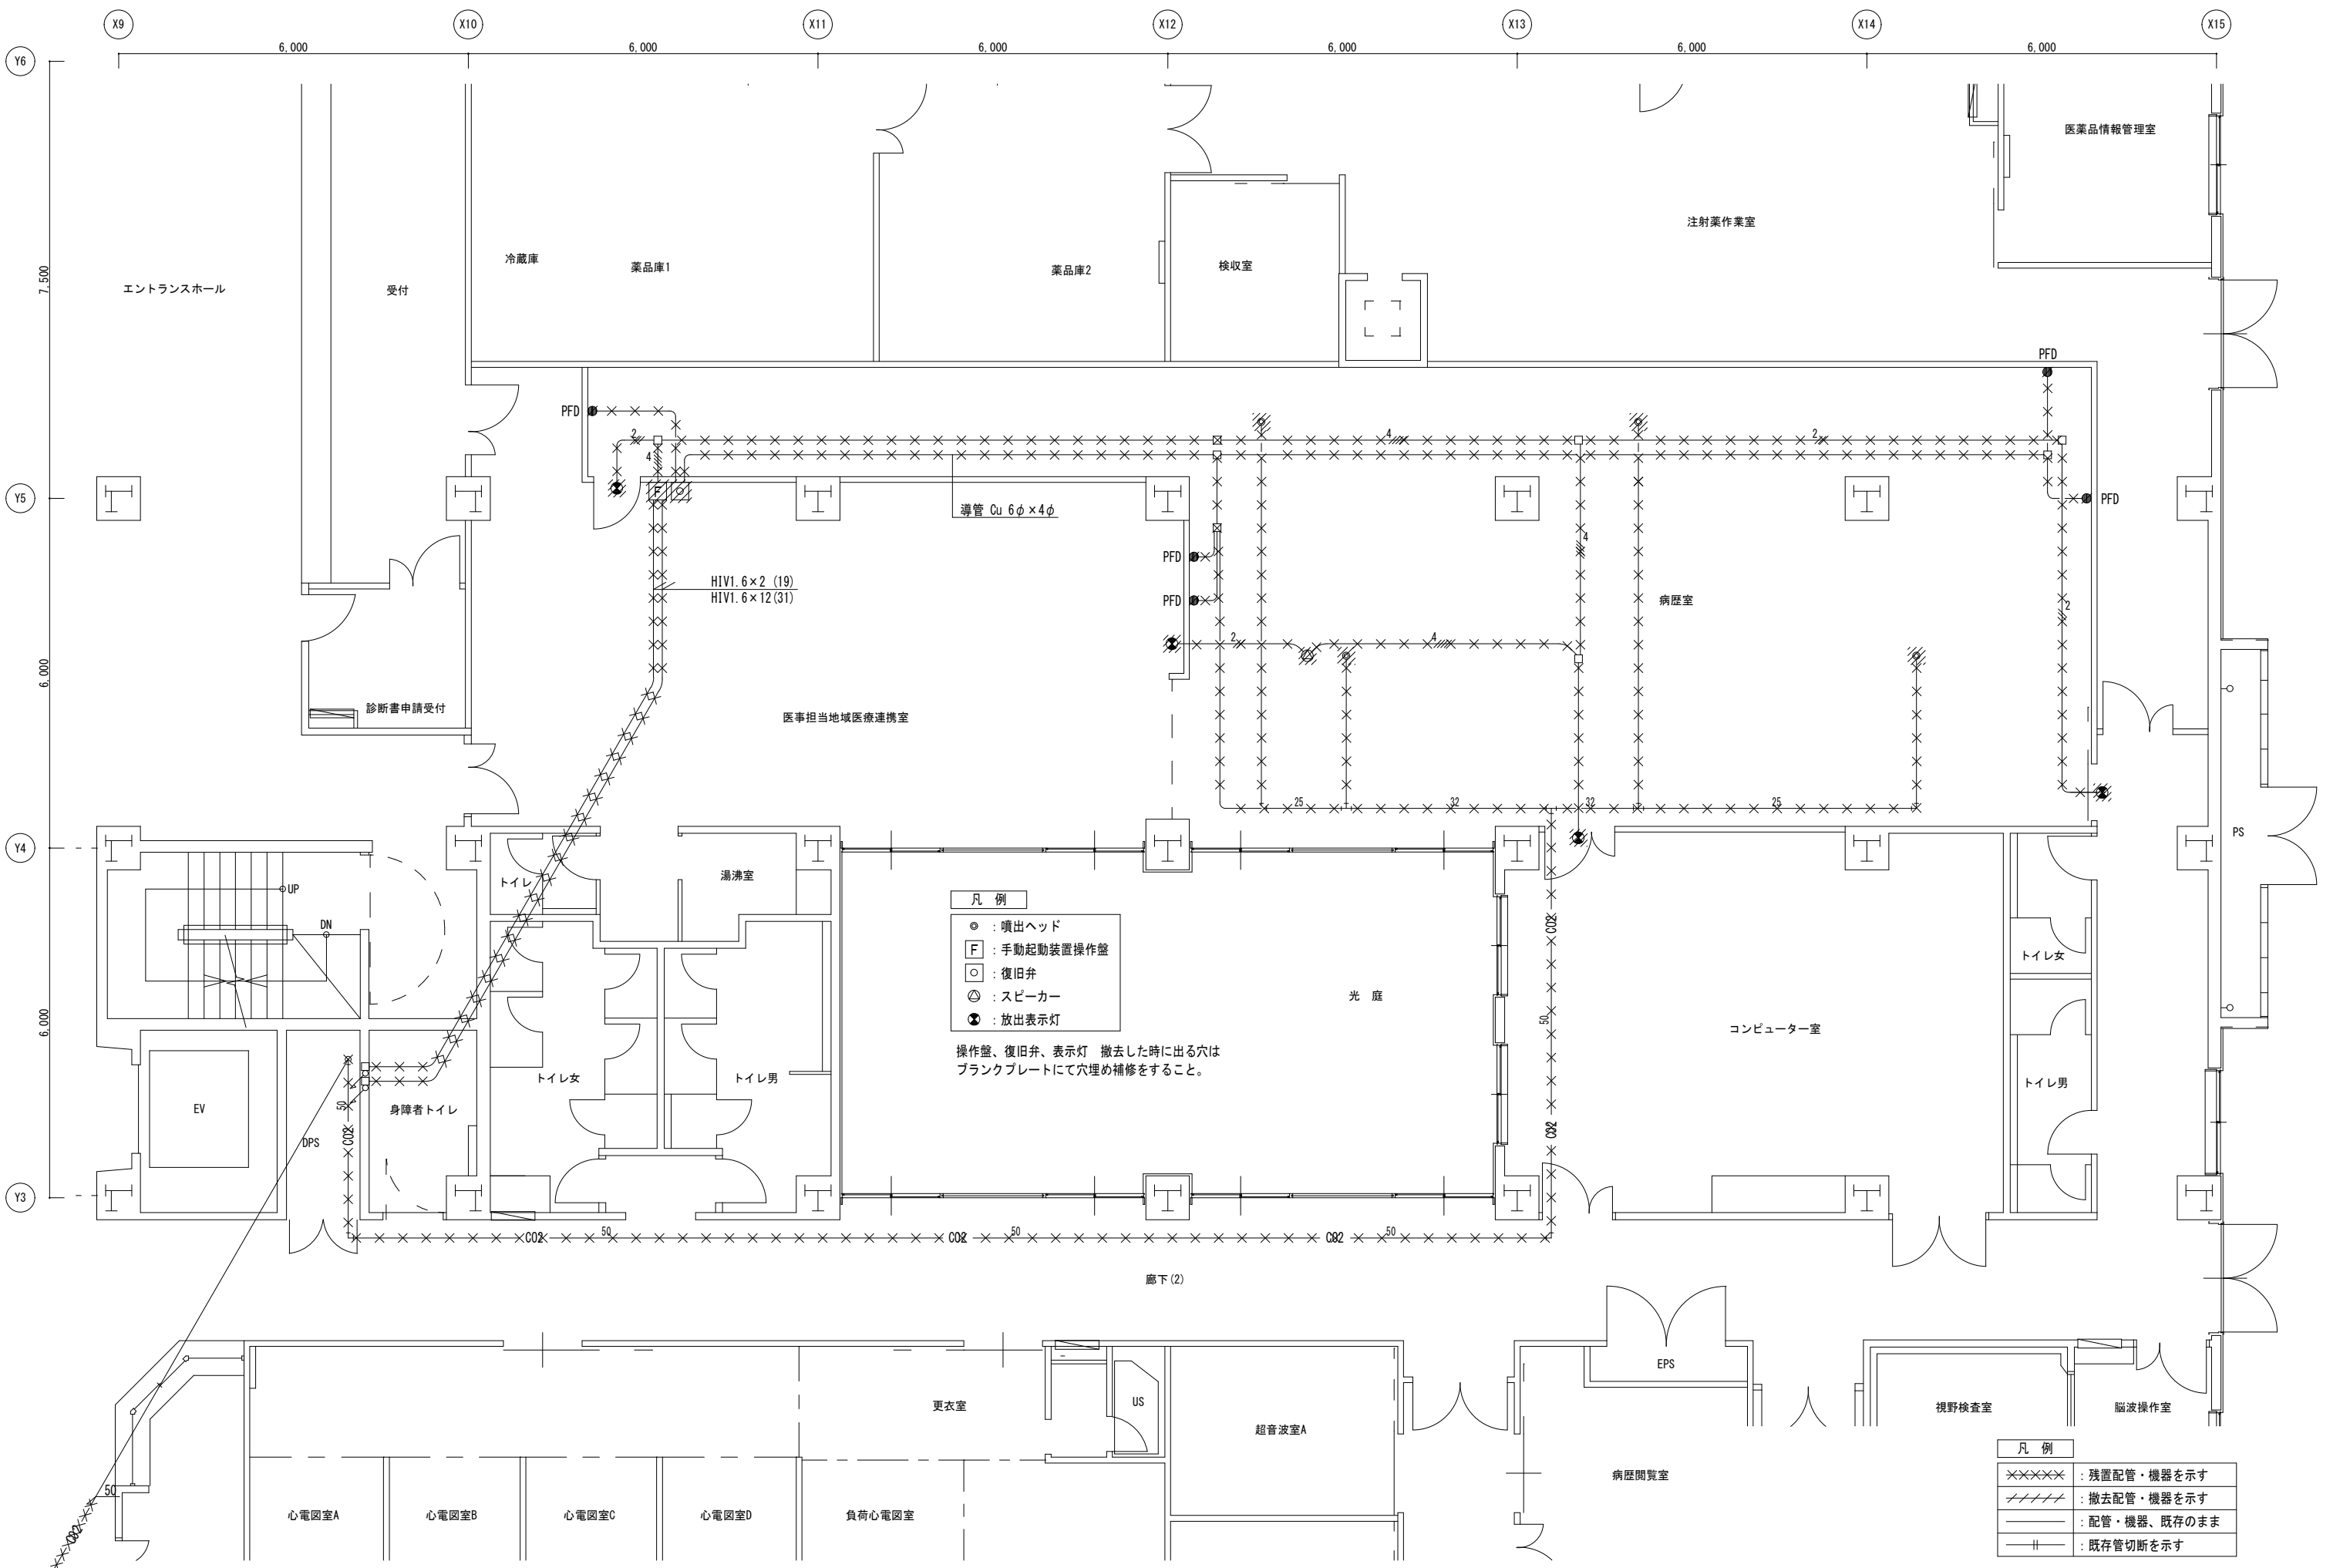 X9 X10 X11 X12 X13 X14 X15
6,000 6,000 6,000 6,000 6,000 6,000
Y6
7,500
Y5
6,000
Y4
6,000
Y3
エントランスホール
受付
冷蔵庫
薬品庫1
薬品庫2
検収室
注射薬作業室
医薬品情報管理室
PFD
PFD
2
4
2
4
導管 Cu 6φ×4φ
PFD
PFD
PFD
HIV1.6×2 (19)
HIV1.6×12(31)
4
病歴室
2
2
4
診断書申請受付
医事担当地域医療連携室
25
32
32
25
PS
UP
DN
トイレ
湯沸室
凡 例
◎ : 噴出ヘッド
F : 手動起動装置操作盤
: 復旧弁
: スピーカー
: 放出表示灯
操作盤、復旧弁、表示灯 撤去した時に出る穴は
ブランクプレートにて穴埋め補修をすること。
光 庭
CO2
50
CO2
コンピューター室
トイレ女
トイレ男
EV
DPS
50
CO2
身障者トイレ
トイレ女
トイレ男
CO2
50
CO2
50
CO2
50
廊下(2)
EPS
US
更衣室
超音波室A
病歴閲覧室
視野検査室
脳波操作室
50
CO2
心電図室A
心電図室B
心電図室C
心電図室D
負荷心電図室
凡 例
: 残置配管・機器を示す
: 撤去配管・機器を示す
: 配管・機器、既存のまま
: 既存管切断を示す